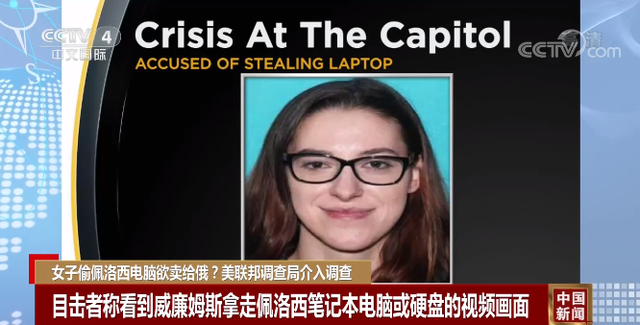 CCTV 4
中文国际
Crisis At The Capitol
ACCUSED OF STEALING LAPTOP
CCTV.com
女子偷佩洛西电脑欲卖给俄？美联邦调查局介入调查
目击者称看到威廉姆斯拿走佩洛西笔记本电脑或硬盘的视频画面
中国
新闻